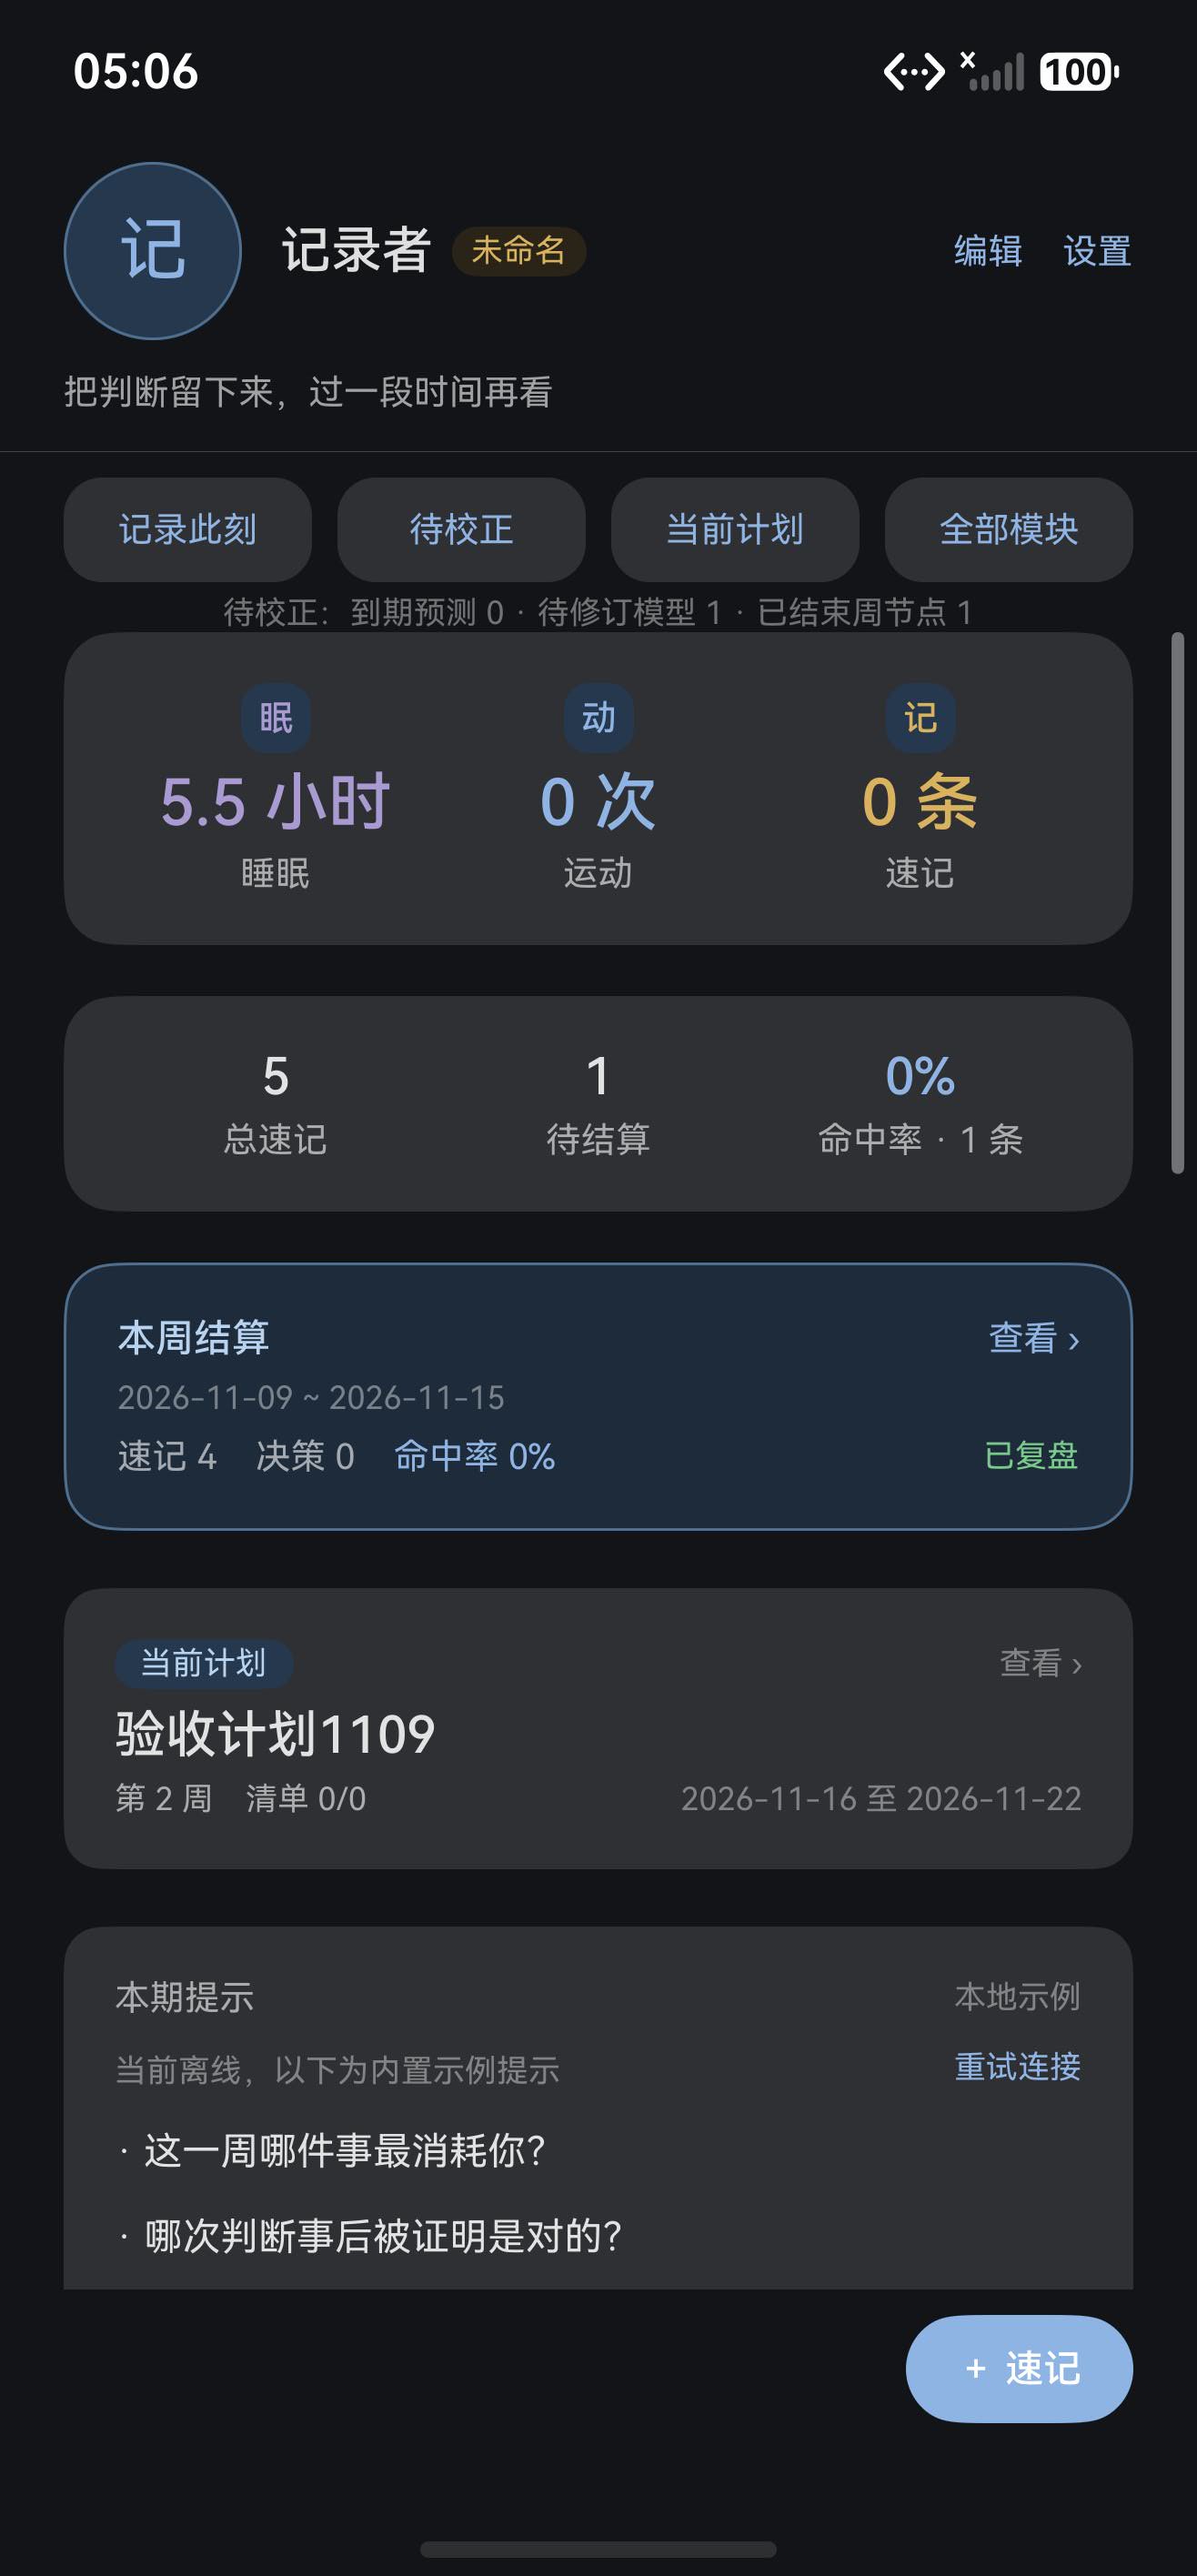 05:06
100
记
记录者 未命名 编辑 设置
把判断留下来，过一段时间再看
记录此刻 待校正 当前计划 全部模块
待校正：到期预测 0 · 待修订模型 1 · 已结束周节点 1
眠 动 记
5.5 小时 0 次 0 条
睡眠 运动 速记
5 1 0%
总速记 待结算 命中率 · 1 条
本周结算 查看 ›
2026-11-09 ~ 2026-11-15
速记 4 决策 0 命中率 0% 已复盘
当前计划 查看 ›
验收计划1109
第 2 周 清单 0/0 2026-11-16 至 2026-11-22
本期提示 本地示例
当前离线，以下为内置示例提示 重试连接
· 这一周哪件事最消耗你？
· 哪次判断事后被证明是对的？
+ 速记